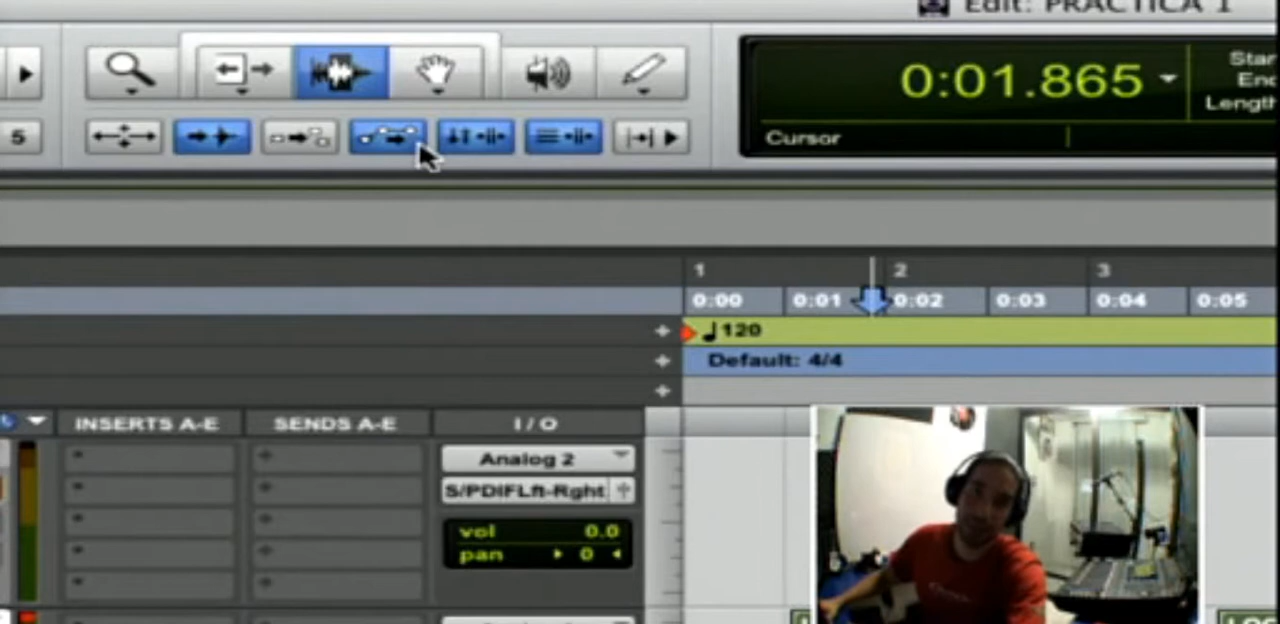 Edit: PRACTICA 1
0:01.865
Star
End
Length
5
Cursor
1 2 3
0:00 0:01 0:02 0:03 0:04 0:05
120
Default: 4/4
INSERTS A-E SENDS A-E I / O
Analog 2
S/PDIFLft-Rght
vol 0.0
pan 0